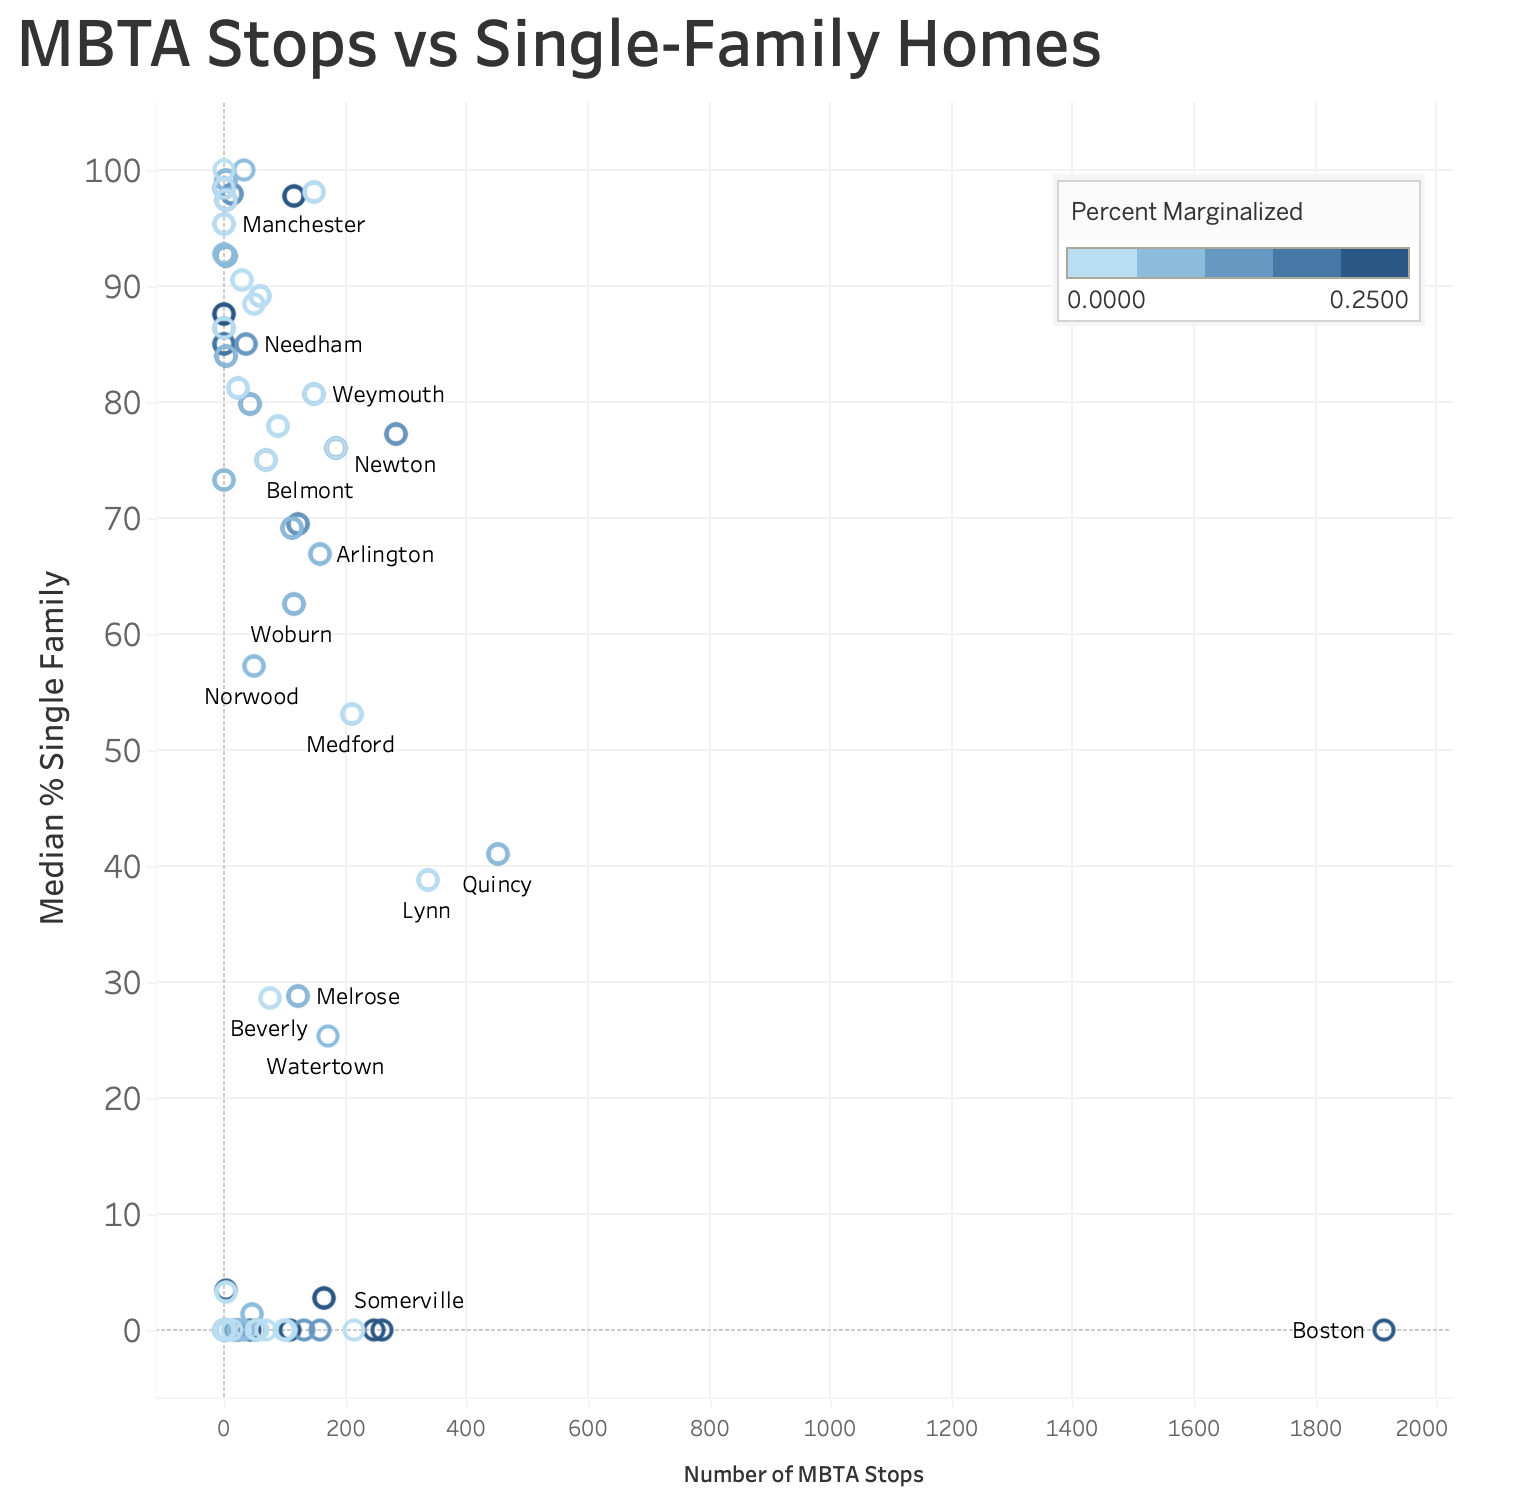 MBTA Stops vs Single-Family Homes
100
Manchester
Percent Marginalized
0.0000 0.2500
90
Needham
Weymouth
80
Newton
Belmont
70
Arlington
Woburn
60
Norwood
Medford
50
Median % Single Family
40
Quincy
Lynn
30
Melrose
Beverly
Watertown
20
10
Somerville
0
Boston
0 200 400 600 800 1000 1200 1400 1600 1800 2000
Number of MBTA Stops